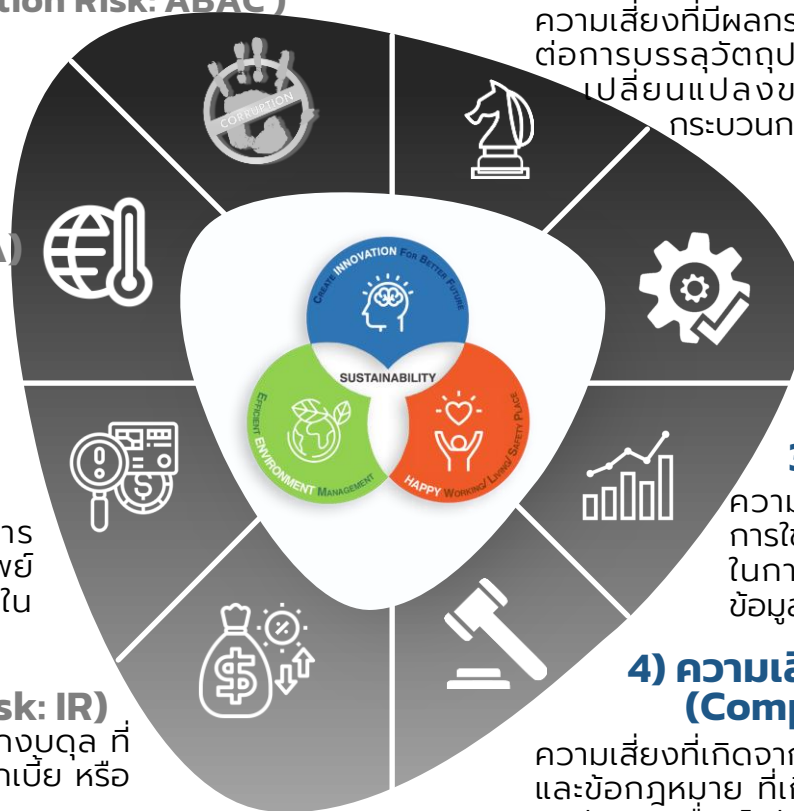 tion Risk: ABAC )
ความเสี่ยงที่มีผลกร
ต่อการบรรลุวัตถุป
เปลี่ยนแปลงข
กระบวนก
CORRUPTION
A)
CREATE INNOVATION FOR BETTER FUTURE
SUSTAINABILITY
EFFICIENT ENVIRONMENT MANAGEMENT
HAPPY WORKING/ LIVING/ SAFETY PLACE
3
ความ
การใช
ในกา
ข้อมูล
าร
พย์
ใน
4) ความเสี
(Comp
sk: IR)
างบดุล ที่
กเบี้ย หรือ
ความเสี่ยงที่เกิดจาก
และข้อกฎหมาย ที่เกิ